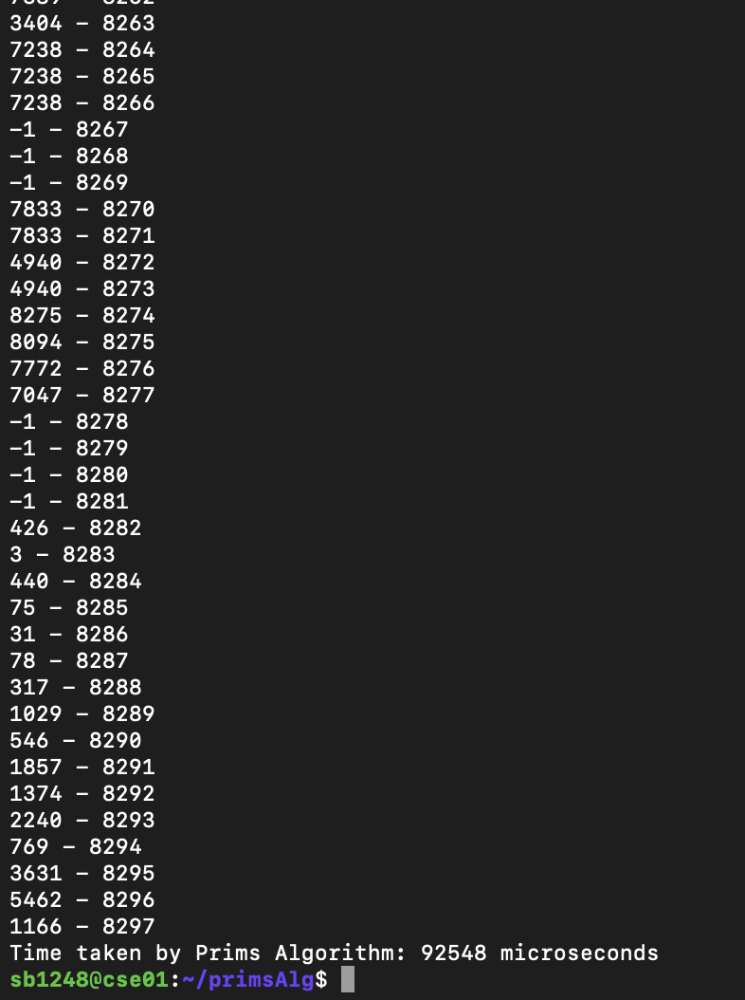 3404 - 8263
7238 - 8264
7238 - 8265
7238 - 8266
-1 - 8267
-1 - 8268
-1 - 8269
7833 - 8270
7833 - 8271
4940 - 8272
4940 - 8273
8275 - 8274
8094 - 8275
7772 - 8276
7047 - 8277
-1 - 8278
-1 - 8279
-1 - 8280
-1 - 8281
426 - 8282
3 - 8283
440 - 8284
75 - 8285
31 - 8286
78 - 8287
317 - 8288
1029 - 8289
546 - 8290
1857 - 8291
1374 - 8292
2240 - 8293
769 - 8294
3631 - 8295
5462 - 8296
1166 - 8297
Time taken by Prims Algorithm: 92548 microseconds
sb1248@cse01:~/primsAlg$